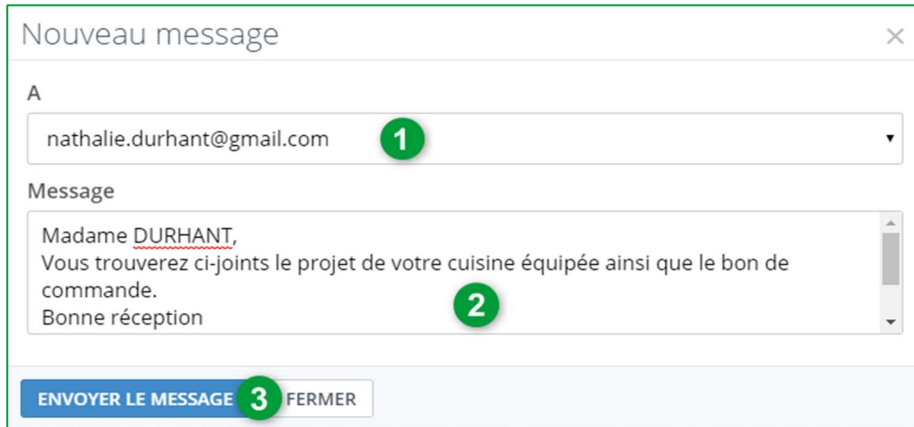 Nouveau message ×
A
nathalie.durhant@gmail.com 1
Message
Madame DURHANT,
Vous trouverez ci-joints le projet de votre cuisine équipée ainsi que le bon de
commande.
Bonne réception
2
ENVOYER LE MESSAGE 3 FERMER